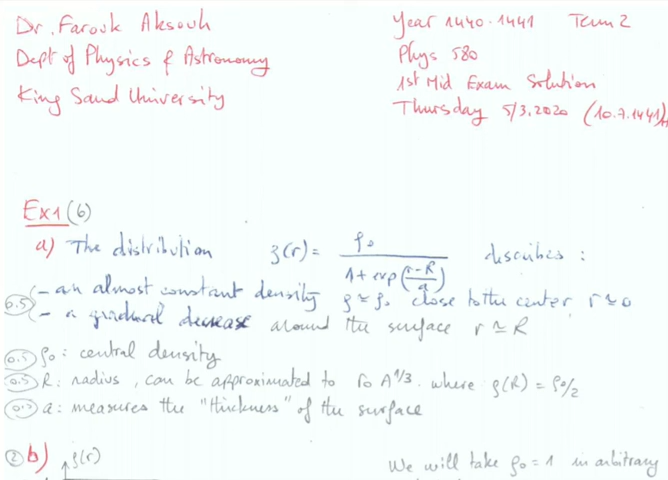 Dr. Farouk Aksouh
Dept of Physics & Astronomy
King Saud University
Year 1440-1441 Term 2
Phys 580
1st Mid Exam Solution
Thursday 5/3.2020 (10.7.1441)H
Ex1 (6)
a) The distribution ρ(r) = ρ0 / (1 + exp((r-R)/a)) describes :
0.5 - an almost constant density ρ ≃ ρ0 close to the center r ≃ 0
- a gradual decrease around the surface r ≃ R
0.5 ρ0 : central density
0.5 R : radius, can be approximated to r0 A^1/3 where ρ(R) = ρ0/2
0.5 a : measures the "thickness" of the surface
2 b) ρ(r)
We will take ρ0 = 1 in arbitrary